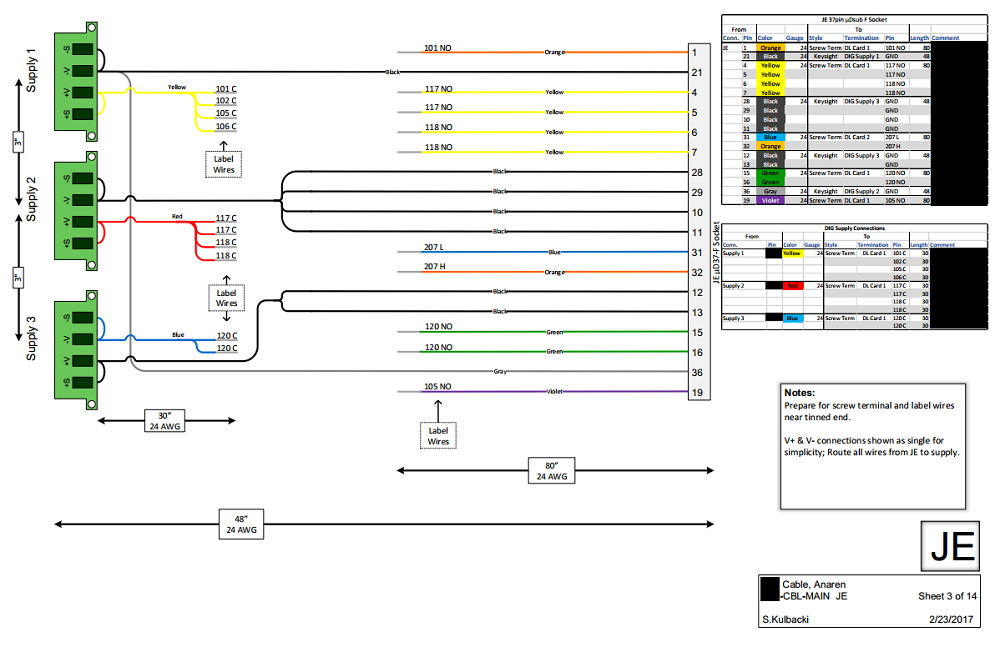 Supply 1
-S
-V
+V
+S
3"
Supply 2
-S
-V
+V
+S
3"
Supply 3
-S
-V
+V
+S
Yellow
101 C
102 C
105 C
106 C
Label
Wires
Red
117 C
117 C
118 C
118 C
Label
Wires
Blue
120 C
120 C
30"
24 AWG
101 NO Orange 1
Black 21
117 NO Yellow 4
117 NO Yellow 5
118 NO Yellow 6
118 NO Yellow 7
Black 28
Black 29
Black 10
Black 11
207 L Blue 31
207 H Orange 32
Black 12
Black 13
120 NO Green 15
120 NO Green 16
Gray 36
105 NO Violet 19
JE μD37-F Socket
Label
Wires
80"
24 AWG
48"
24 AWG
JE 37pin μDsub F Socket
From To
Conn. Pin Color Gauge Style Termination Pin Length Comment
JE 1 Orange 24 Screw Term DL Card 1 101 NO 80
21 Black 24 Keysight DIG Supply 1 GND 48
4 Yellow 24 Screw Term DL Card 1 117 NO 80
5 Yellow 117 NO
6 Yellow 118 NO
7 Yellow 118 NO
28 Black 24 Keysight DIG Supply 3 GND 48
29 Black GND
10 Black GND
11 Black GND
31 Blue 24 Screw Term DL Card 2 207 L 80
32 Orange 207 H
12 Black 24 Keysight DIG Supply 3 GND 48
13 Black GND
15 Green 24 Screw Term DL Card 1 120 NO 80
16 Green 120 NO
36 Gray 24 Keysight DIG Supply 2 GND 48
19 Violet 24 Screw Term DL Card 1 105 NO 80
DIG Supply Connections
From To
Conn. Pin Color Gauge Style Termination Pin Length Comment
Supply 1 Yellow 24 Screw Term DL Card 1 101 C 30
102 C 30
105 C 30
106 C 30
Supply 2 Red 24 Screw Term DL Card 1 117 C 30
117 C 30
118 C 30
118 C 30
Supply 3 Blue 24 Screw Term DL Card 1 120 C 30
120 C 30
Notes:
Prepare for screw terminal and label wires
near tinned end.
V+ & V- connections shown as single for
simplicity; Route all wires from JE to supply.
JE
Cable, Anaren
-CBL-MAIN JE Sheet 3 of 14
S.Kulbacki 2/23/2017